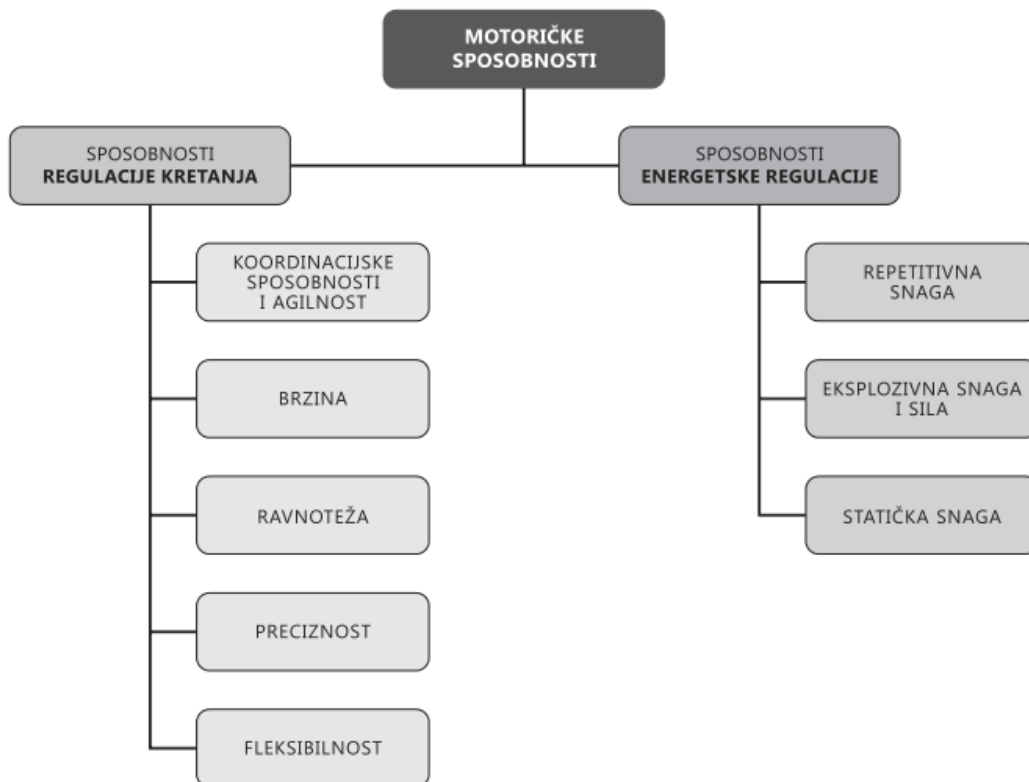 MOTORIČKE
SPOSOBNOSTI
SPOSOBNOSTI
REGULACIJE KRETANJA
KOORDINACIJSKE
SPOSOBNOSTI
I AGILNOST
BRZINA
RAVNOTEŽA
PRECIZNOST
FLEKSIBILNOST
SPOSOBNOSTI
ENERGETSKE REGULACIJE
REPETITIVNA
SNAGA
EKSPLOZIVNA SNAGA
I SILA
STATIČKA SNAGA